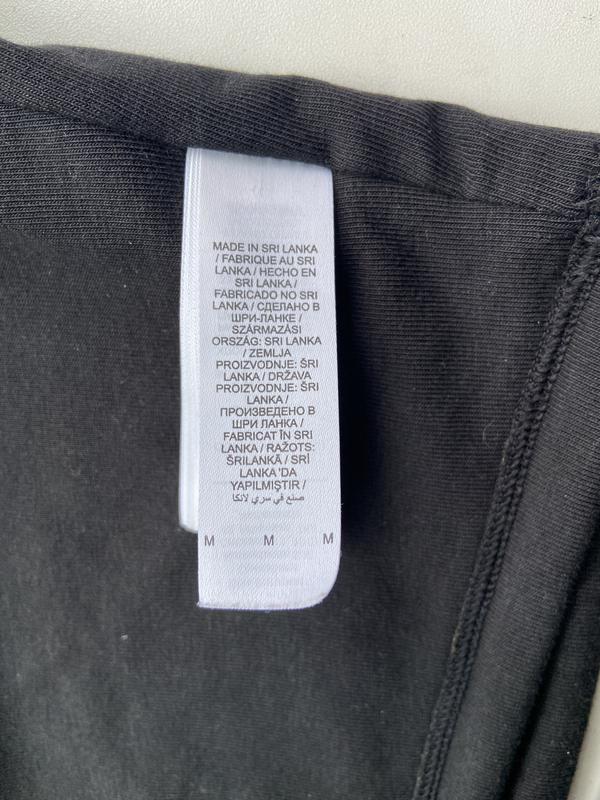 MADE IN SRI LANKA
/ FABRIQUE AU SRI
LANKA / HECHO EN
SRI LANKA /
FABRICADO NO SRI
LANKA / СДЕЛАНО В
ШРИ-ЛАНКЕ /
SZÁRMAZÁSI
ORSZÁG: SRI LANKA
/ ZEMLJA
PROIZVODNJE: ŠRI
LANKA / DRŽAVA
PROIZVODNJE: ŠRI
LANKA /
ПРОИЗВЕДЕНО В
ШРИ ЛАНКА /
FABRICAT ÎN SRI
LANKA / RAŽOTS:
ŠRILANKĀ / SRİ
LANKA 'DA
YAPILMIŞTIR /
صنع في سري لانكا
M M M